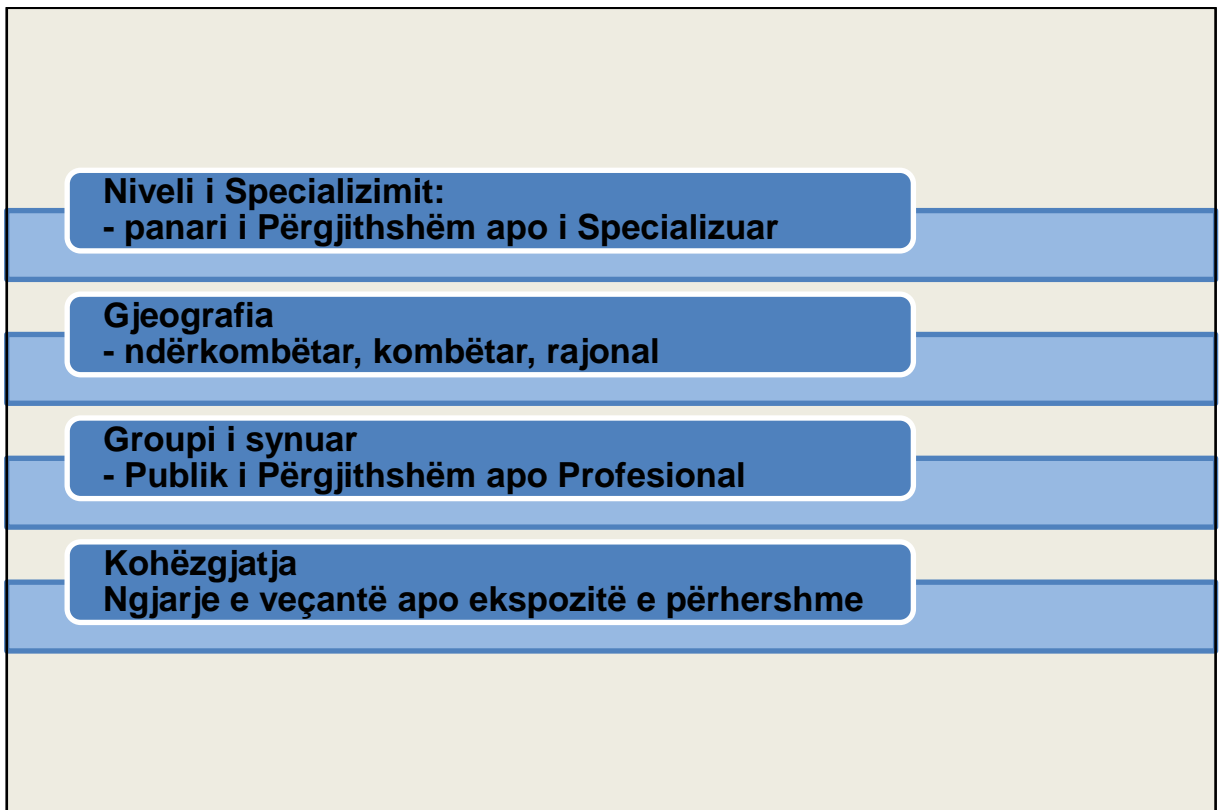 Niveli i Specializimit:
- panari i Përgjithshëm apo i Specializuar
Gjeografia
- ndërkombëtar, kombëtar, rajonal
Groupi i synuar
- Publik i Përgjithshëm apo Profesional
Kohëzgjatja
Ngjarje e veçantë apo ekspozitë e përhershme